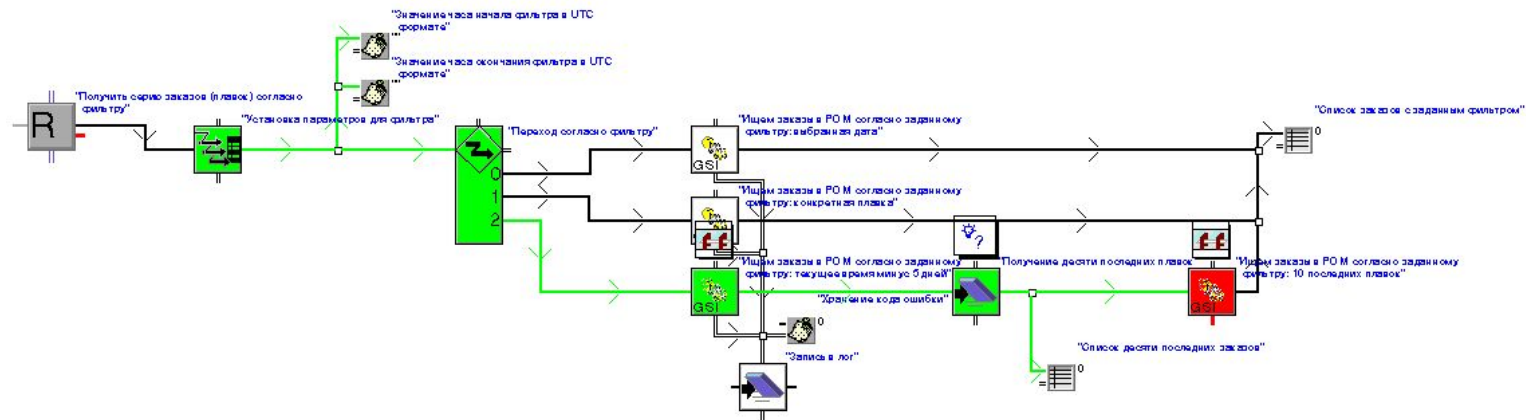 "Значение часа начала фильтра в UTC
формате"
=
""
"Значение часа окончания фильтра в UTC
формате"
=
""
"Получить серию заказов (плавок) согласно
фильтру"
R
"Установка параметров для фильтра"
"Переход согласно фильтру"
=
0
1
2
"Ищем заказы в POM согласно заданному
фильтру: выбранная дата"
GSI
"Ищем заказы в POM согласно заданному
фильтру: конкретная плавка"
"Ищем заказы в POM согласно заданному
фильтру: текущее время минус 5 дней"
GSI
"Хранение кода ошибки"
0
"Запись в лог"
?
"Получение десяти последних плавок"
"Список десяти последних заказов"
=
0
"Ищем заказы в POM согласно заданному
фильтру: 10 последних плавок"
GSI
"Список заказов с заданным фильтром"
=
0